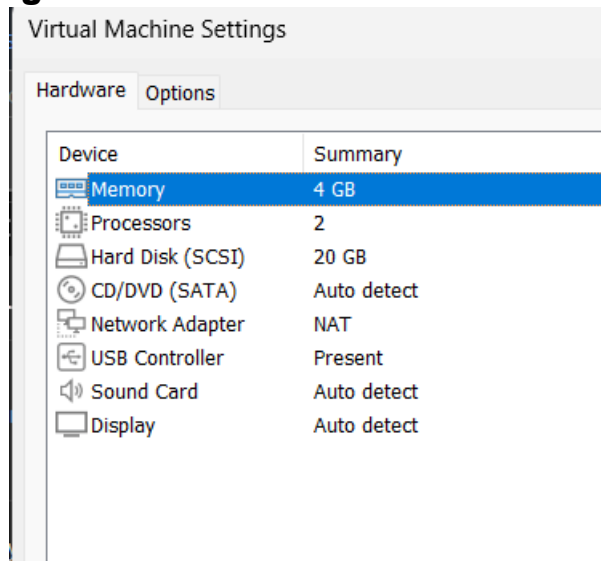 Virtual Machine Settings
Hardware Options
Device Summary
Memory 4 GB
Processors 2
Hard Disk (SCSI) 20 GB
CD/DVD (SATA) Auto detect
Network Adapter NAT
USB Controller Present
Sound Card Auto detect
Display Auto detect